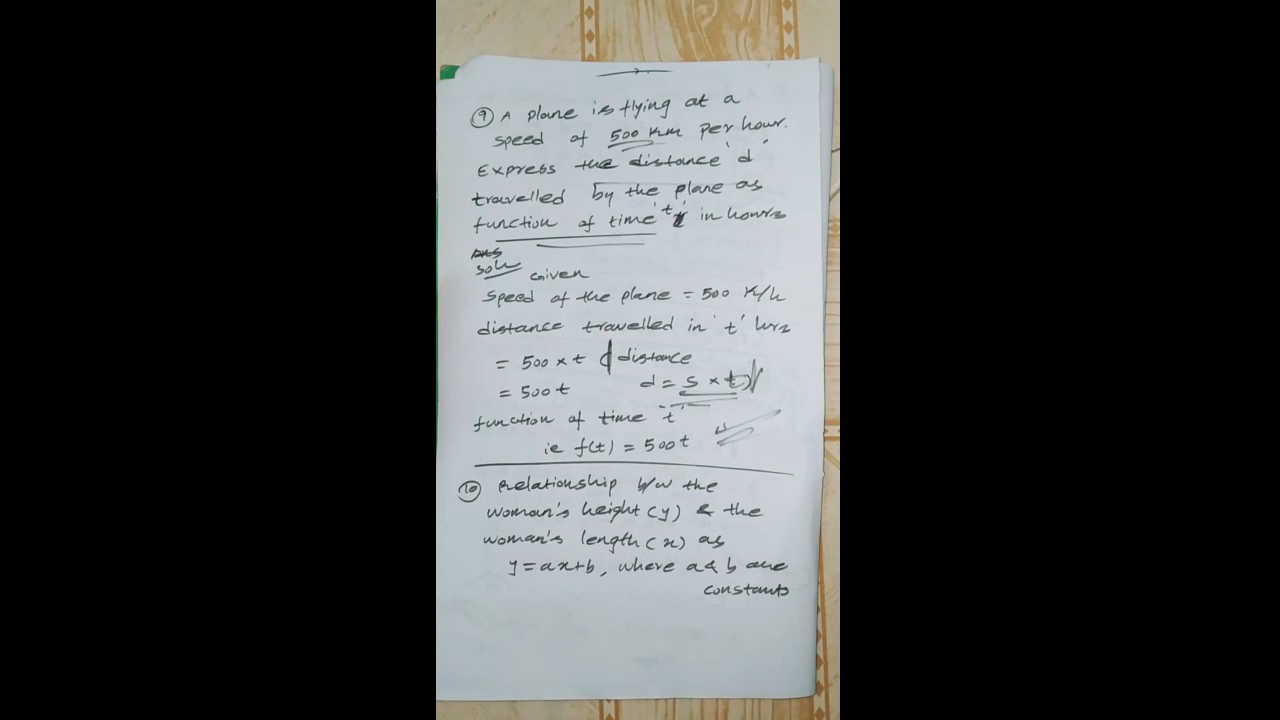 9 A plane is flying at a
speed of 500 Km per hour.
Express the distance 'd'
travelled by the plane as
function of time 't' in hours
soln Given
Speed of the plane = 500 K/h
distance travelled in 't' hrs
= 500 × t (distance
= 500t d = s × t)
function of time 't'
ie f(t) = 500t
10 Relationship b/w the
woman's height (y) & the
woman's length (x) as
y = ax+b, where a & b are
constants